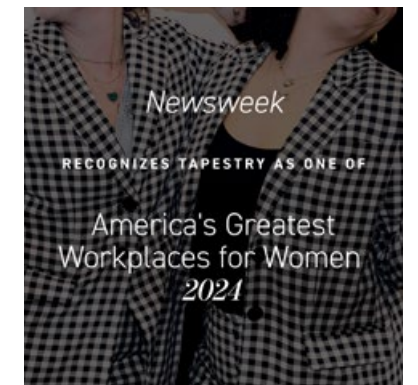 Newsweek
RECOGNIZES TAPESTRY AS ONE OF
America's Greatest
Workplaces for Women
2024